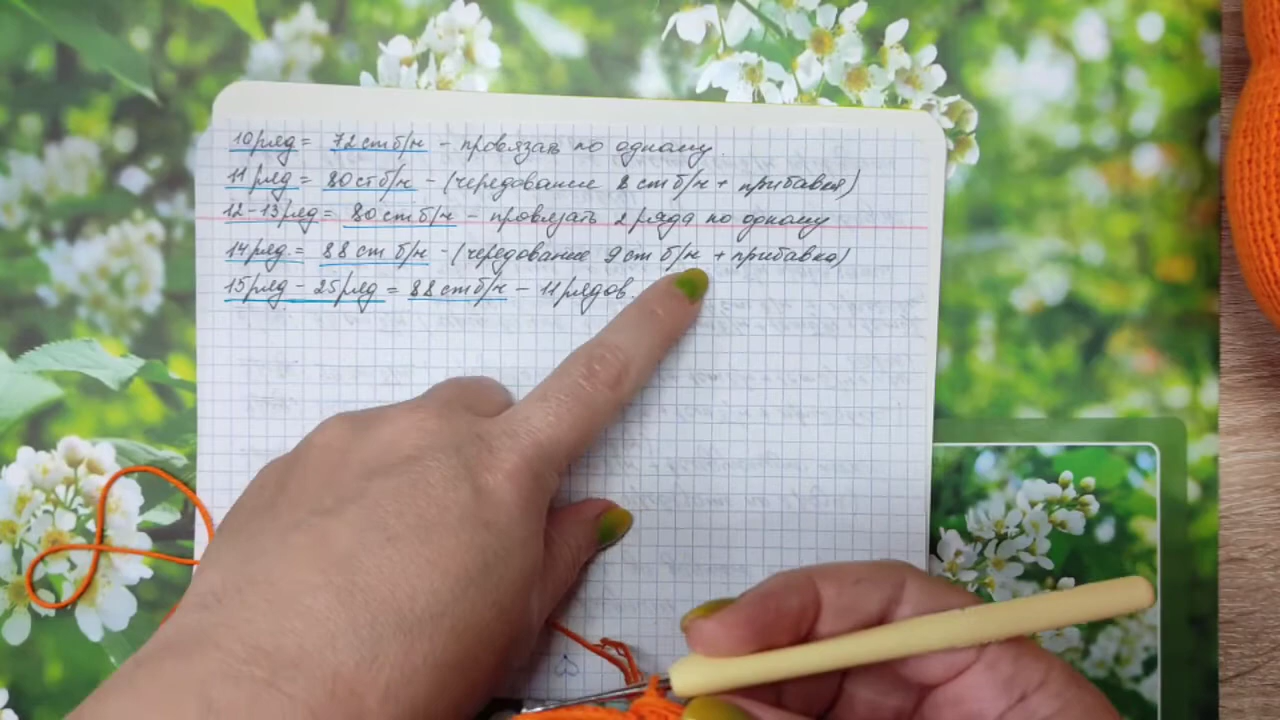 10 ряд = 72 ст б/н - провязать по одному
11 ряд = 80 ст б/н - (чередование 8 ст б/н + прибавка)
12-13 ряд = 80 ст б/н - провязать 2 ряда по одному
14 ряд = 88 ст б/н - (чередование 9 ст б/н + прибавка)
15 ряд - 25 ряд = 88 ст б/н - 11 рядов.